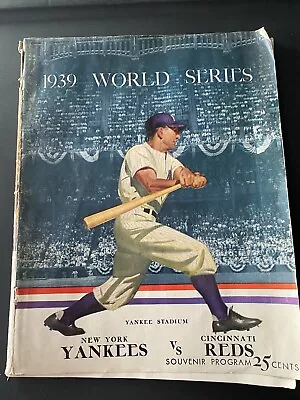 1939 WORLD SERIES
YANKEE STADIUM
NEW YORK YANKEES
VS
CINCINNATI REDS
SOUVENIR PROGRAM 25 CENTS